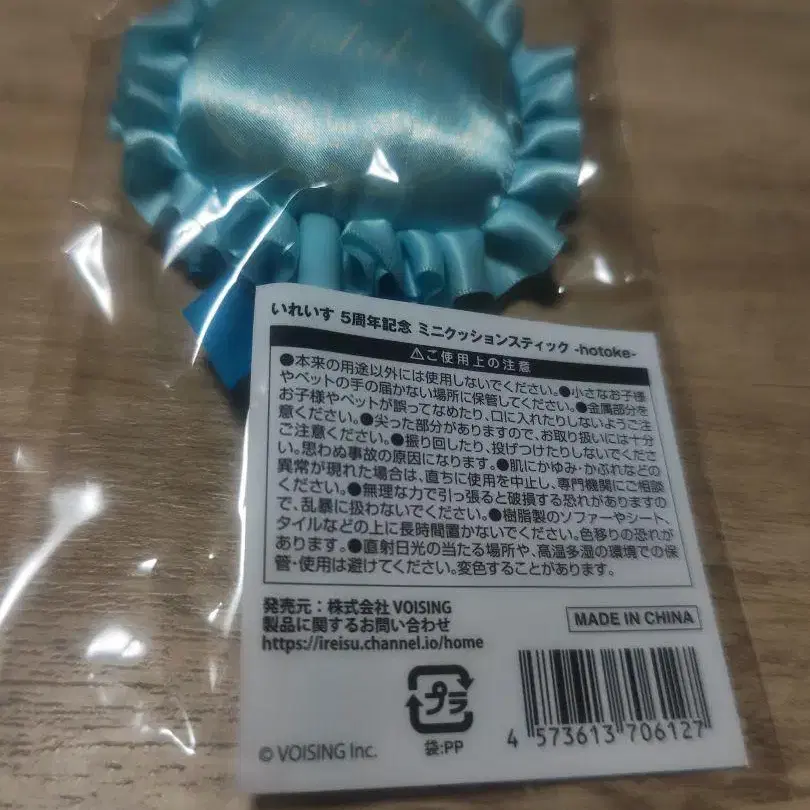 いれいす 5周年記念 ミニクッションスティック -hotoke-
⚠ご使用上の注意
●本来の用途以外には使用しないでください。●小さなお子様
やペットの手の届かない場所に保管してください。●金属部分を
お子様やペットが誤ってなめたり、口に入れたりしないようご注
意ください。●尖った部分がありますので、お取り扱いには十分
ご注意ください。●振り回したり、投げつけたりしないでくださ
い。思わぬ事故の原因になります。●肌にかゆみ・かぶれなどの
異常が現れた場合は、直ちに使用を中止し、専門機関にご相談
ください。●無理な力で引っ張ると破損する恐れがありますの
で、乱暴に扱わないでください。●樹脂製のソファーやシート、
タイルなどの上に長時間置かないでください。色移りの恐れが
あります。●直射日光の当たる場所や、高温多湿の環境での保
管・使用は避けてください。変色することがあります。
発売元:株式会社 VOISING
製品に関するお問い合わせ
https://ireisu.channel.io/home
MADE IN CHINA
プラ
袋:PP
4 573613 706127
© VOISING Inc.